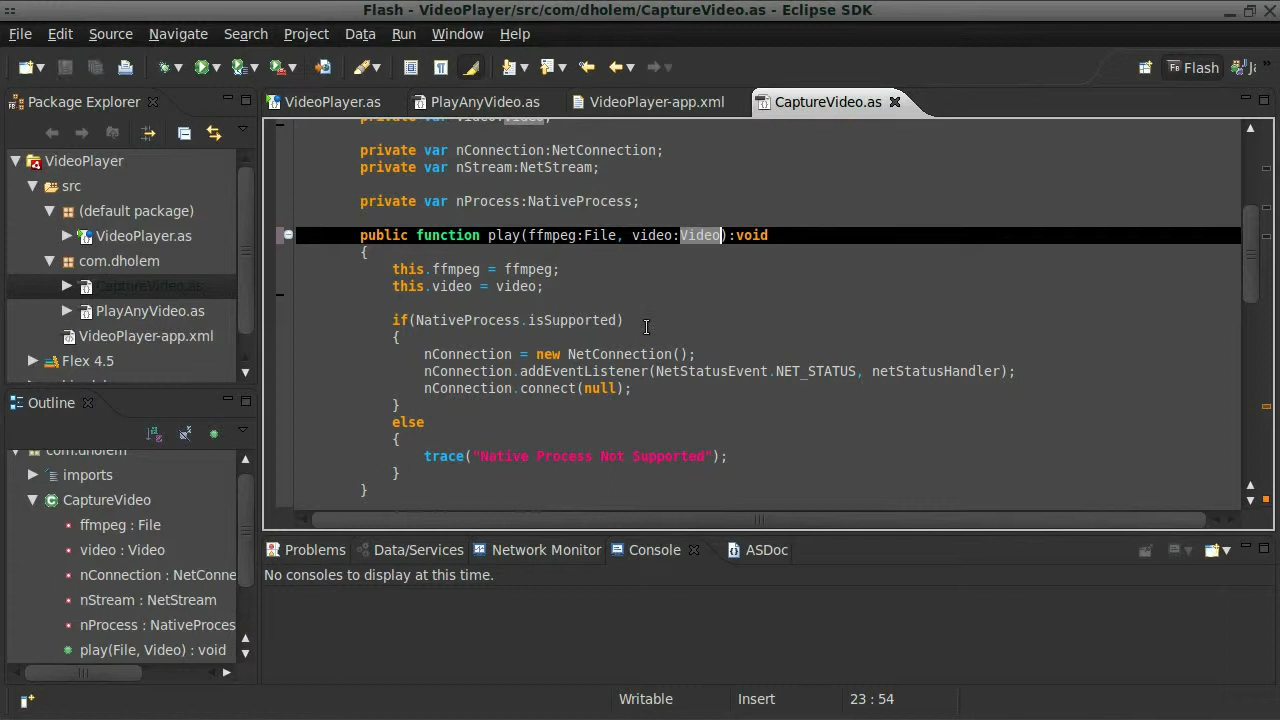 Flash - VideoPlayer/src/com/dholem/CaptureVideo.as - Eclipse SDK
File Edit Source Navigate Search Project Data Run Window Help
Flash
Package Explorer
VideoPlayer.as PlayAnyVideo.as VideoPlayer-app.xml CaptureVideo.as
VideoPlayer
src
(default package)
VideoPlayer.as
com.dholem
CaptureVideo.as
PlayAnyVideo.as
VideoPlayer-app.xml
Flex 4.5
private var video:Video;
private var nConnection:NetConnection;
private var nStream:NetStream;
private var nProcess:NativeProcess;
public function play(ffmpeg:File, video:Video):void
{
this.ffmpeg = ffmpeg;
this.video = video;
if(NativeProcess.isSupported)
{
nConnection = new NetConnection();
nConnection.addEventListener(NetStatusEvent.NET_STATUS, netStatusHandler);
nConnection.connect(null);
}
else
{
trace("Native Process Not Supported");
}
}
Outline
com.dholem
imports
CaptureVideo
ffmpeg : File
video : Video
nConnection : NetConne
nStream : NetStream
nProcess : NativeProces
play(File, Video) : void
Problems Data/Services Network Monitor Console ASDoc
No consoles to display at this time.
Writable Insert 23 : 54